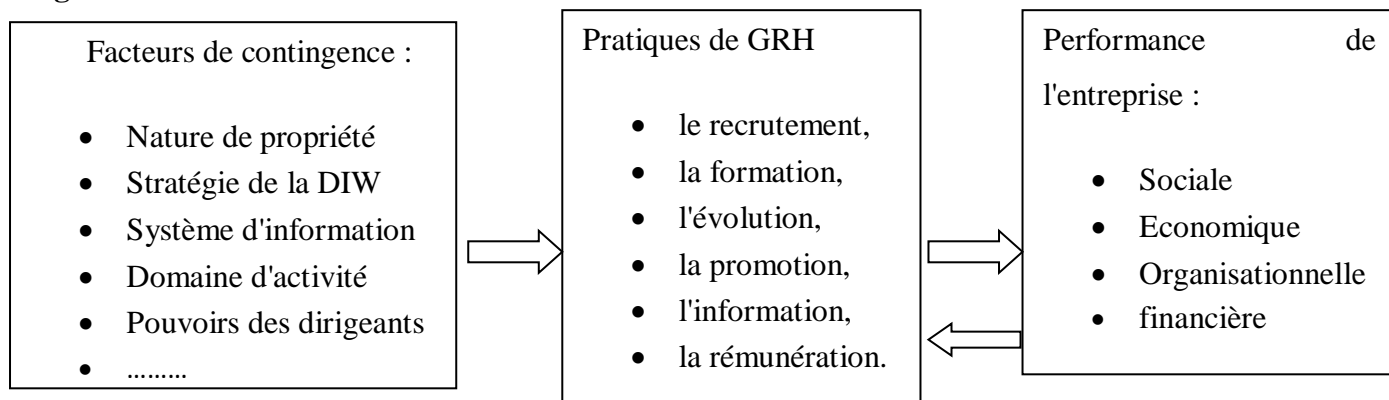 Facteurs de contingence :
• Nature de propriété
• Stratégie de la DIW
• Système d'information
• Domaine d'activité
• Pouvoirs des dirigeants
• .........
Pratiques de GRH
• le recrutement,
• la formation,
• l'évolution,
• la promotion,
• l'information,
• la rémunération.
Performance de
l'entreprise :
• Sociale
• Economique
• Organisationnelle
• financière